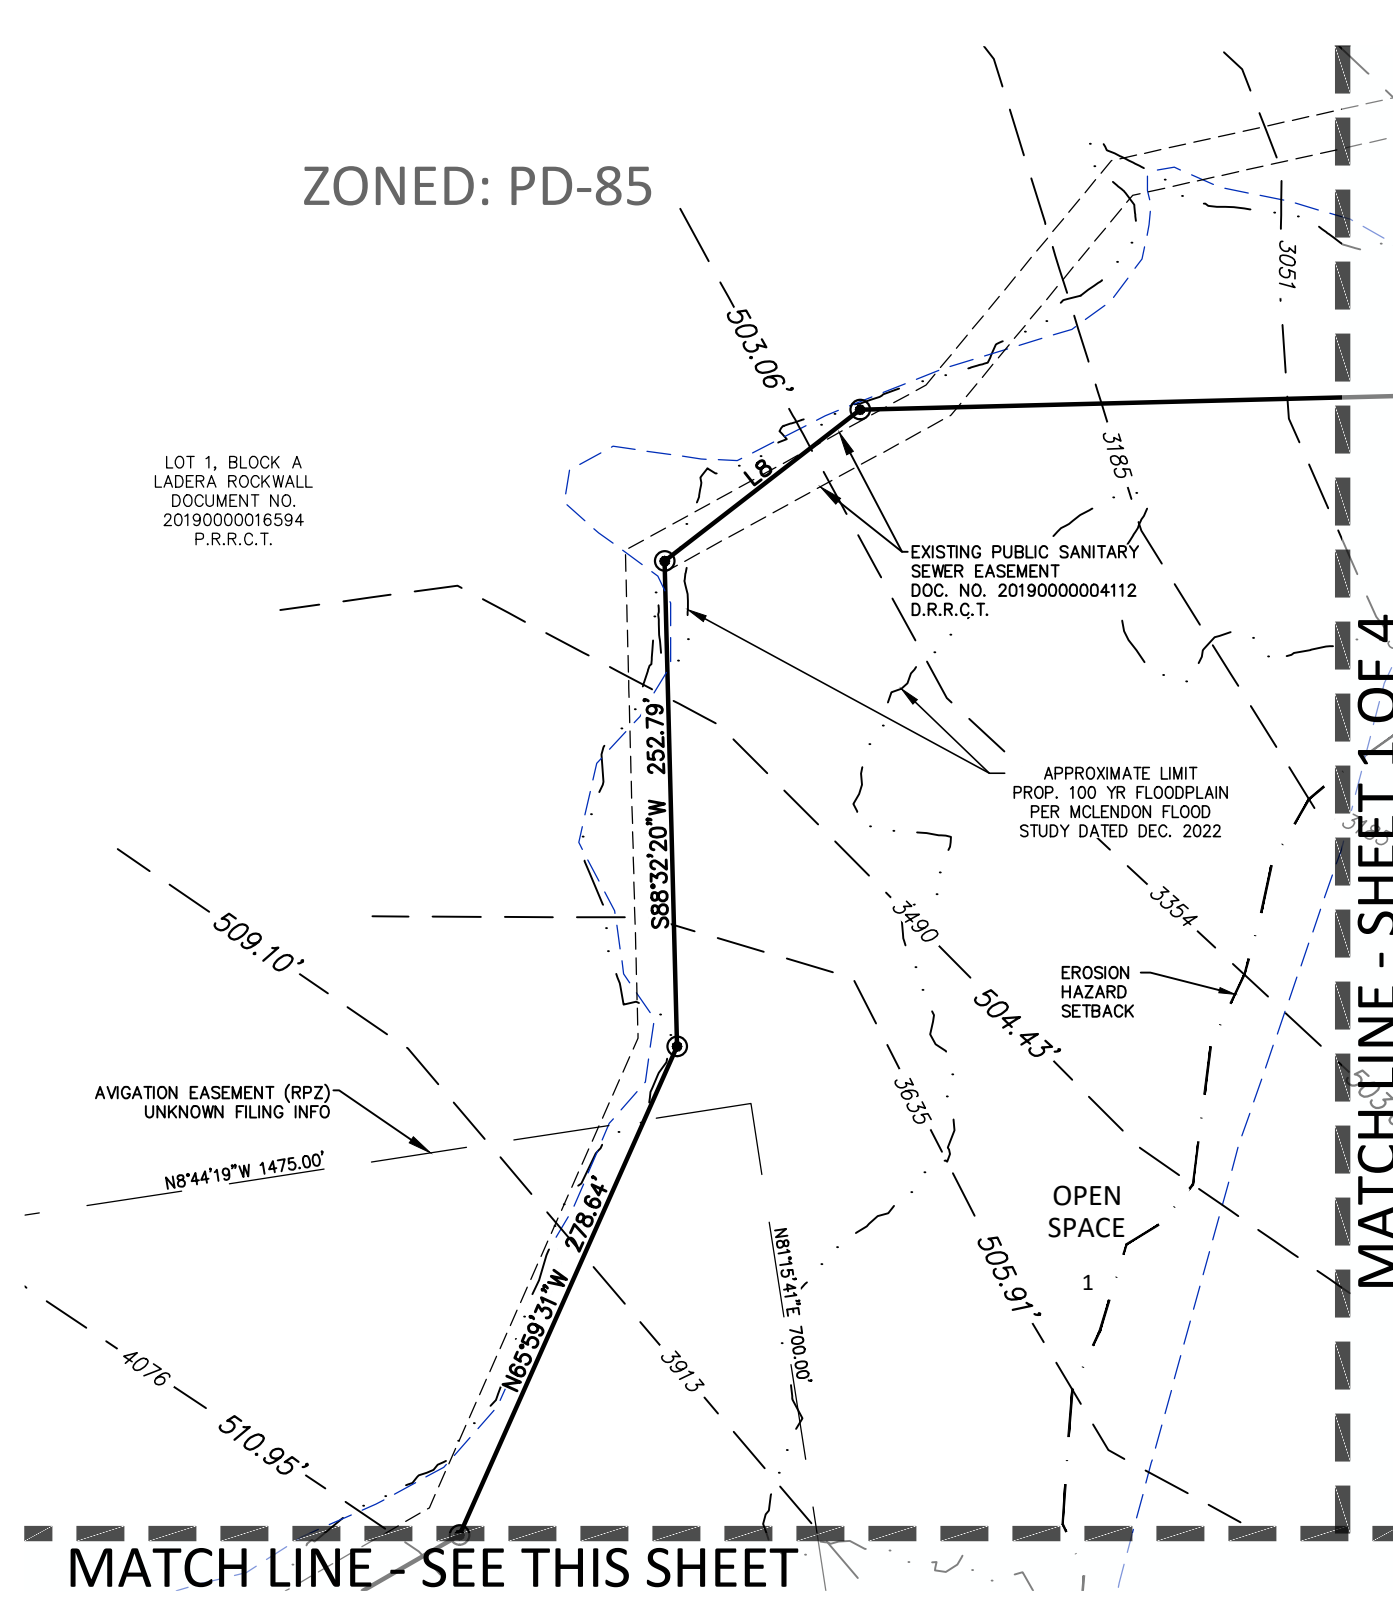 ZONED: PD-85
3051
503.06'
3185
L8
LOT 1, BLOCK A
LADERA ROCKWALL
DOCUMENT NO.
20190000016594
P.R.R.C.T.
EXISTING PUBLIC SANITARY
SEWER EASEMENT
DOC. NO. 20190000004112
D.R.R.C.T.
S88°32'20"W 252.79'
APPROXIMATE LIMIT
PROP. 100 YR FLOODPLAIN
PER MCLENDON FLOOD
STUDY DATED DEC. 2022
MATCHLINE - SHEET 1 OF 4
509.10'
3490
3354
504.43'
EROSION
HAZARD
SETBACK
AVIGATION EASEMENT (RPZ)
UNKNOWN FILING INFO
N8°44'19"W 1475.00'
3635
OPEN
SPACE
1
N65°59'31"W 278.64'
N81°15'41"E 700.00'
505.91'
4076
3913
510.95'
MATCH LINE - SEE THIS SHEET